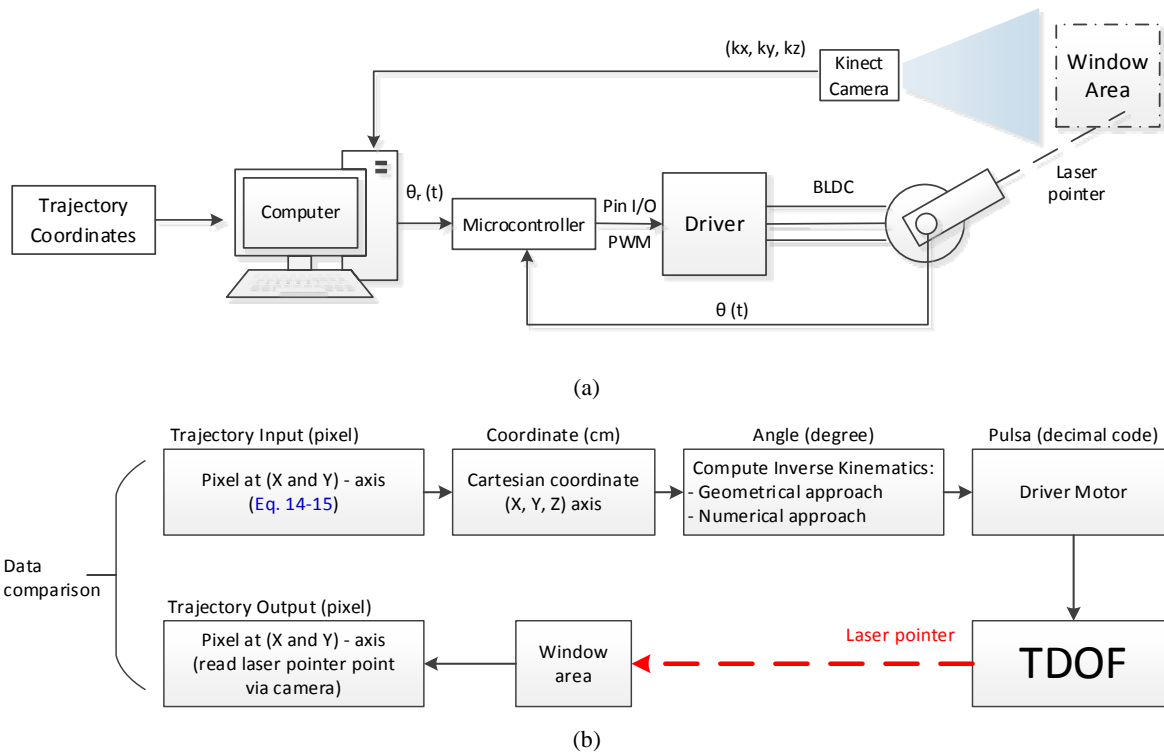 (kx, ky, kz)
Kinect
Camera
Window
Area
Laser
pointer
Trajectory
Coordinates
Computer
θr (t)
Microcontroller
Pin I/O
PWM
Driver
BLDC
θ (t)
(a)
Trajectory Input (pixel)
Pixel at (X and Y) - axis
(Eq. 14-15)
Coordinate (cm)
Cartesian coordinate
(X, Y, Z) axis
Angle (degree)
Compute Inverse Kinematics:
- Geometrical approach
- Numerical approach
Pulsa (decimal code)
Driver Motor
Data
comparison
Trajectory Output (pixel)
Pixel at (X and Y) - axis
(read laser pointer point
via camera)
Window
area
Laser pointer
TDOF
(b)